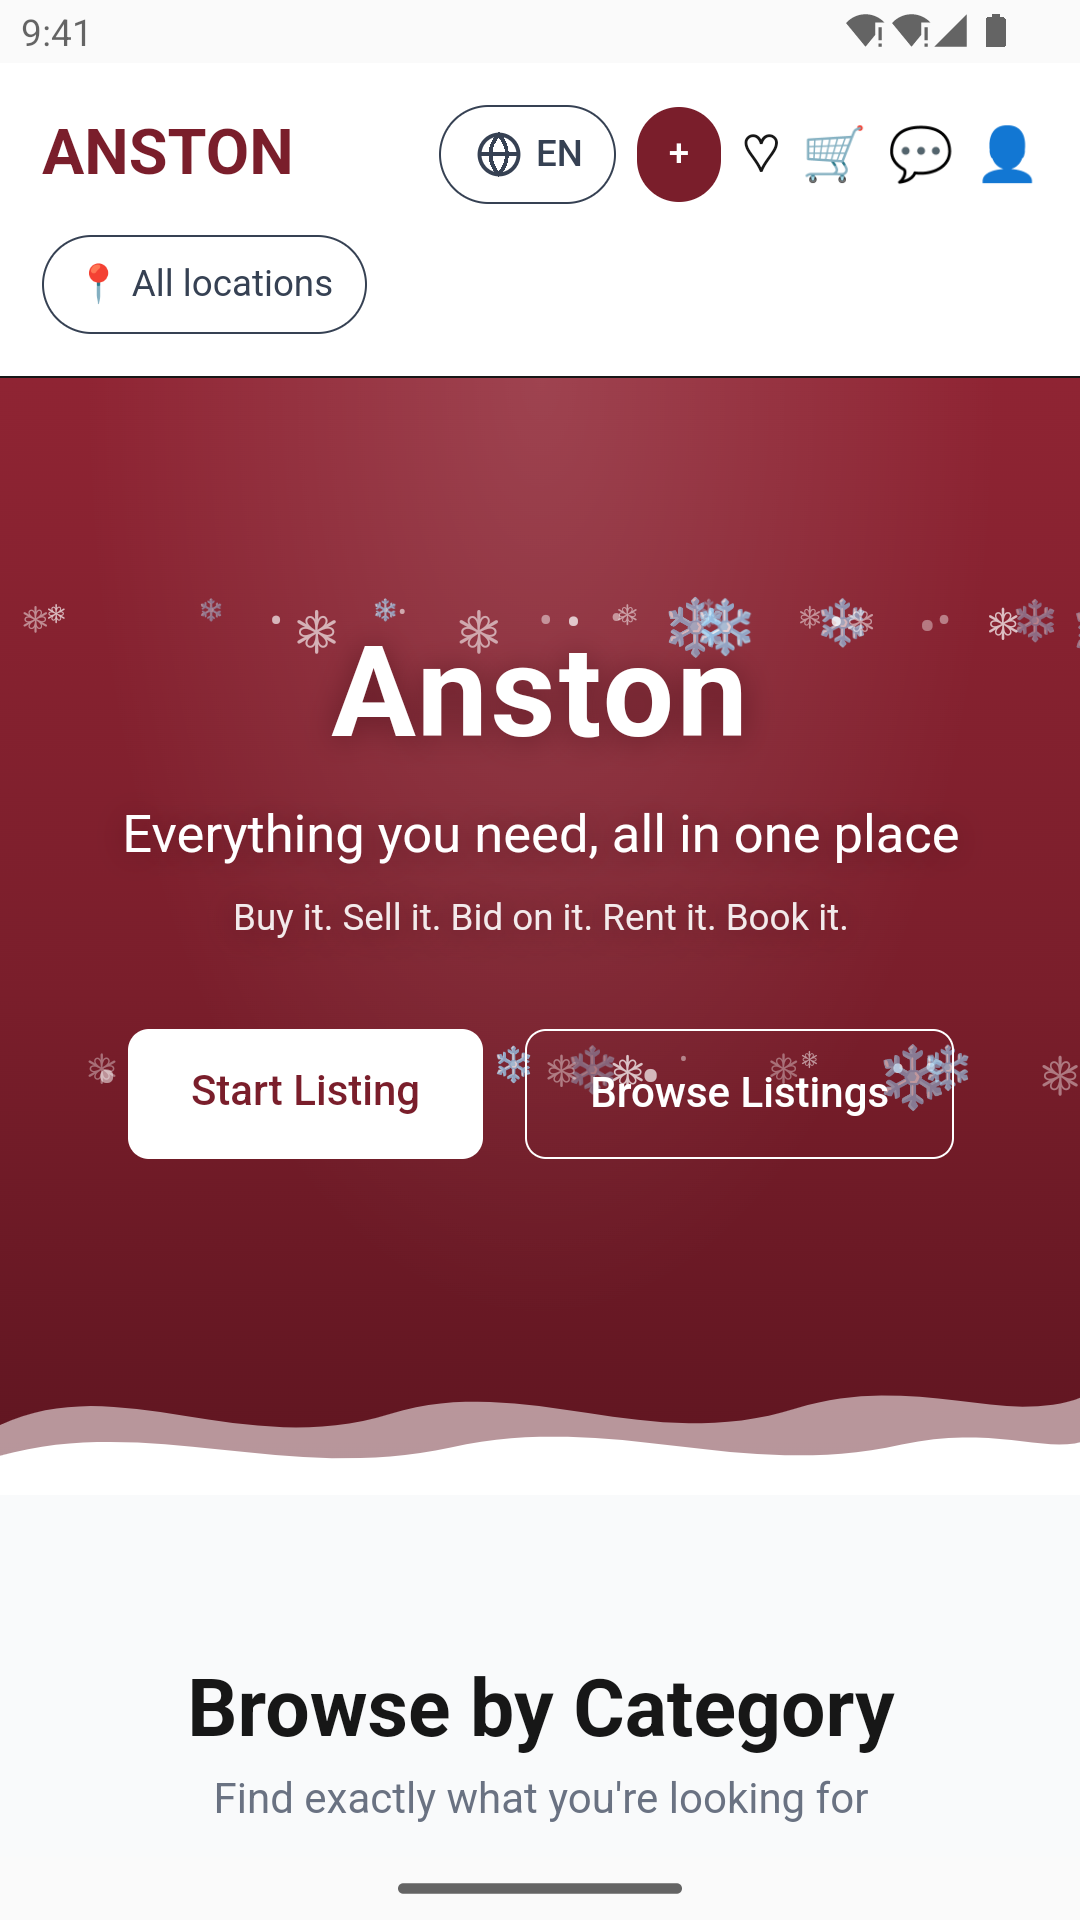 9:41
ANSTON
EN
+
All locations
Anston
Everything you need, all in one place
Buy it. Sell it. Bid on it. Rent it. Book it.
Start Listing
Browse Listings
Browse by Category
Find exactly what you're looking for